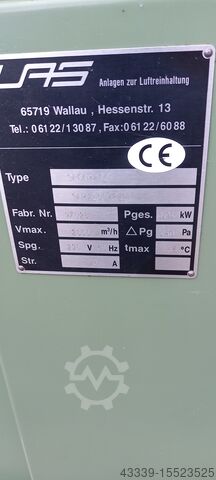 UAS Anlagen zur Luftreinhaltung
65719 Wallau , Hessenstr. 13
Tel.: 06122/13087, Fax:06122/6088
CE
Type
Fabr. Nr. Pges. kW
Vmax. m³/h △Pg Pa
Spg. V Hz tmax °C
Str. A
43339-15523525